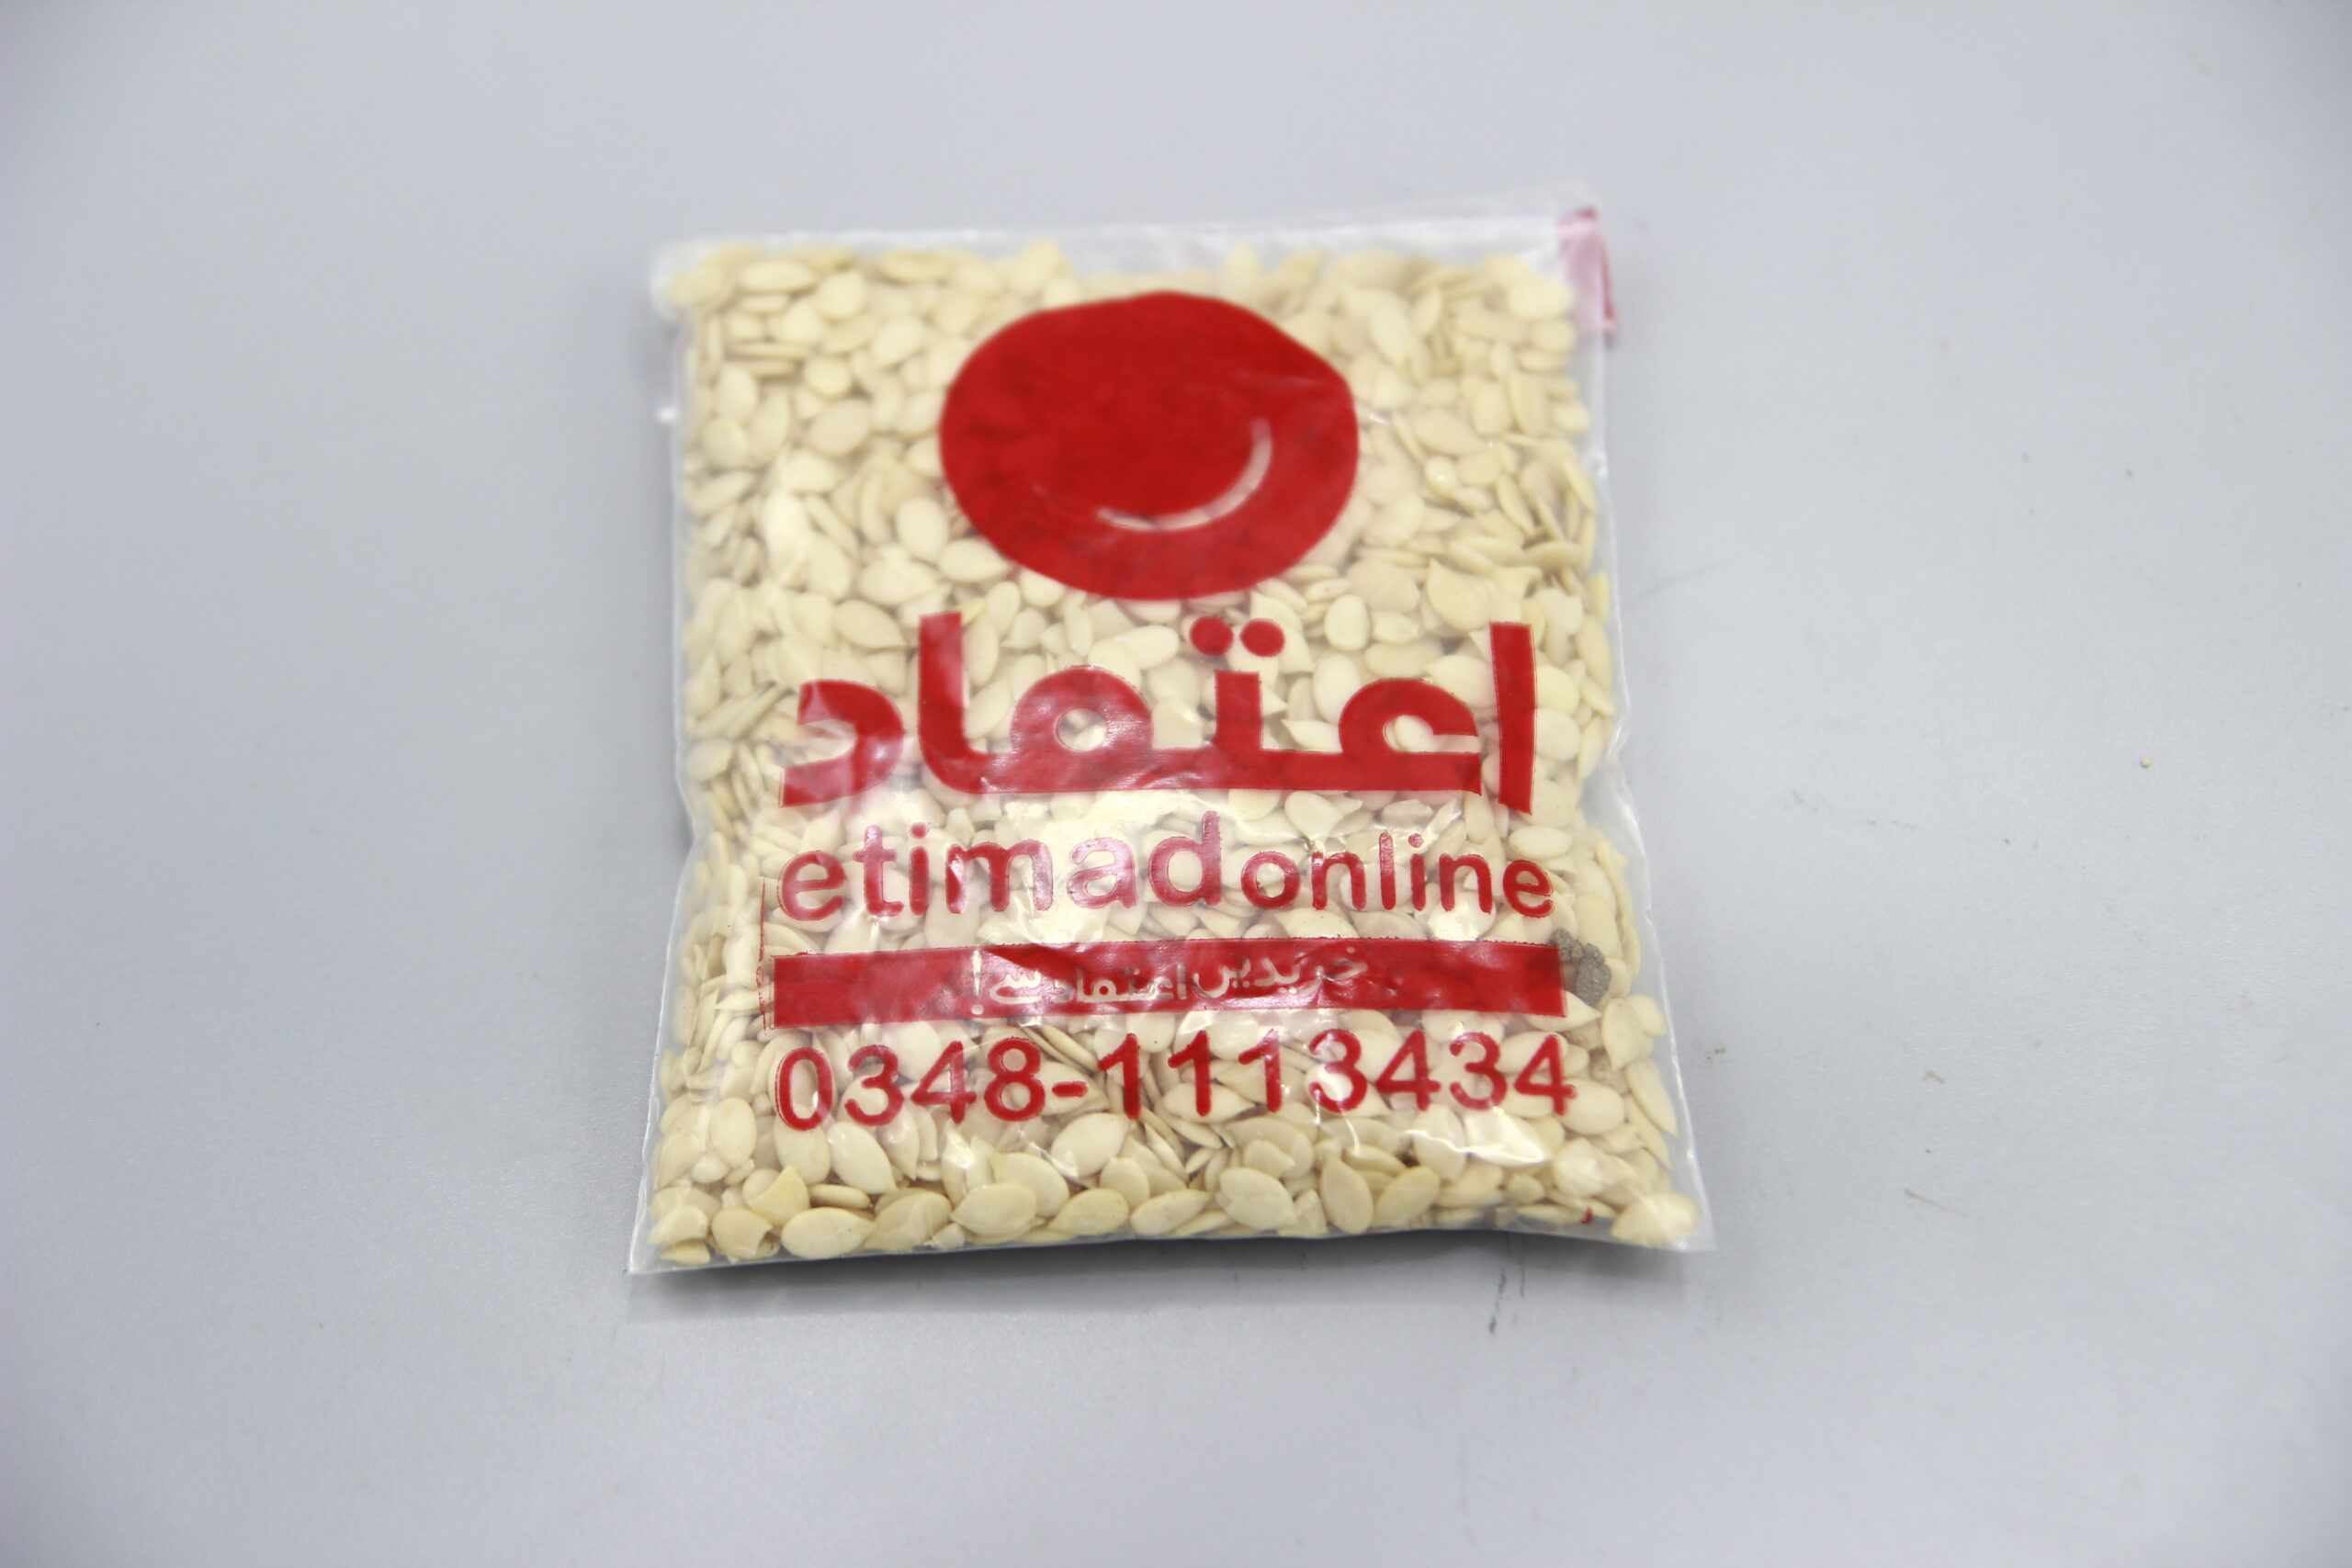 اعتماد
etimadonline
خریدیں اعتماد سے!
0348-1113434